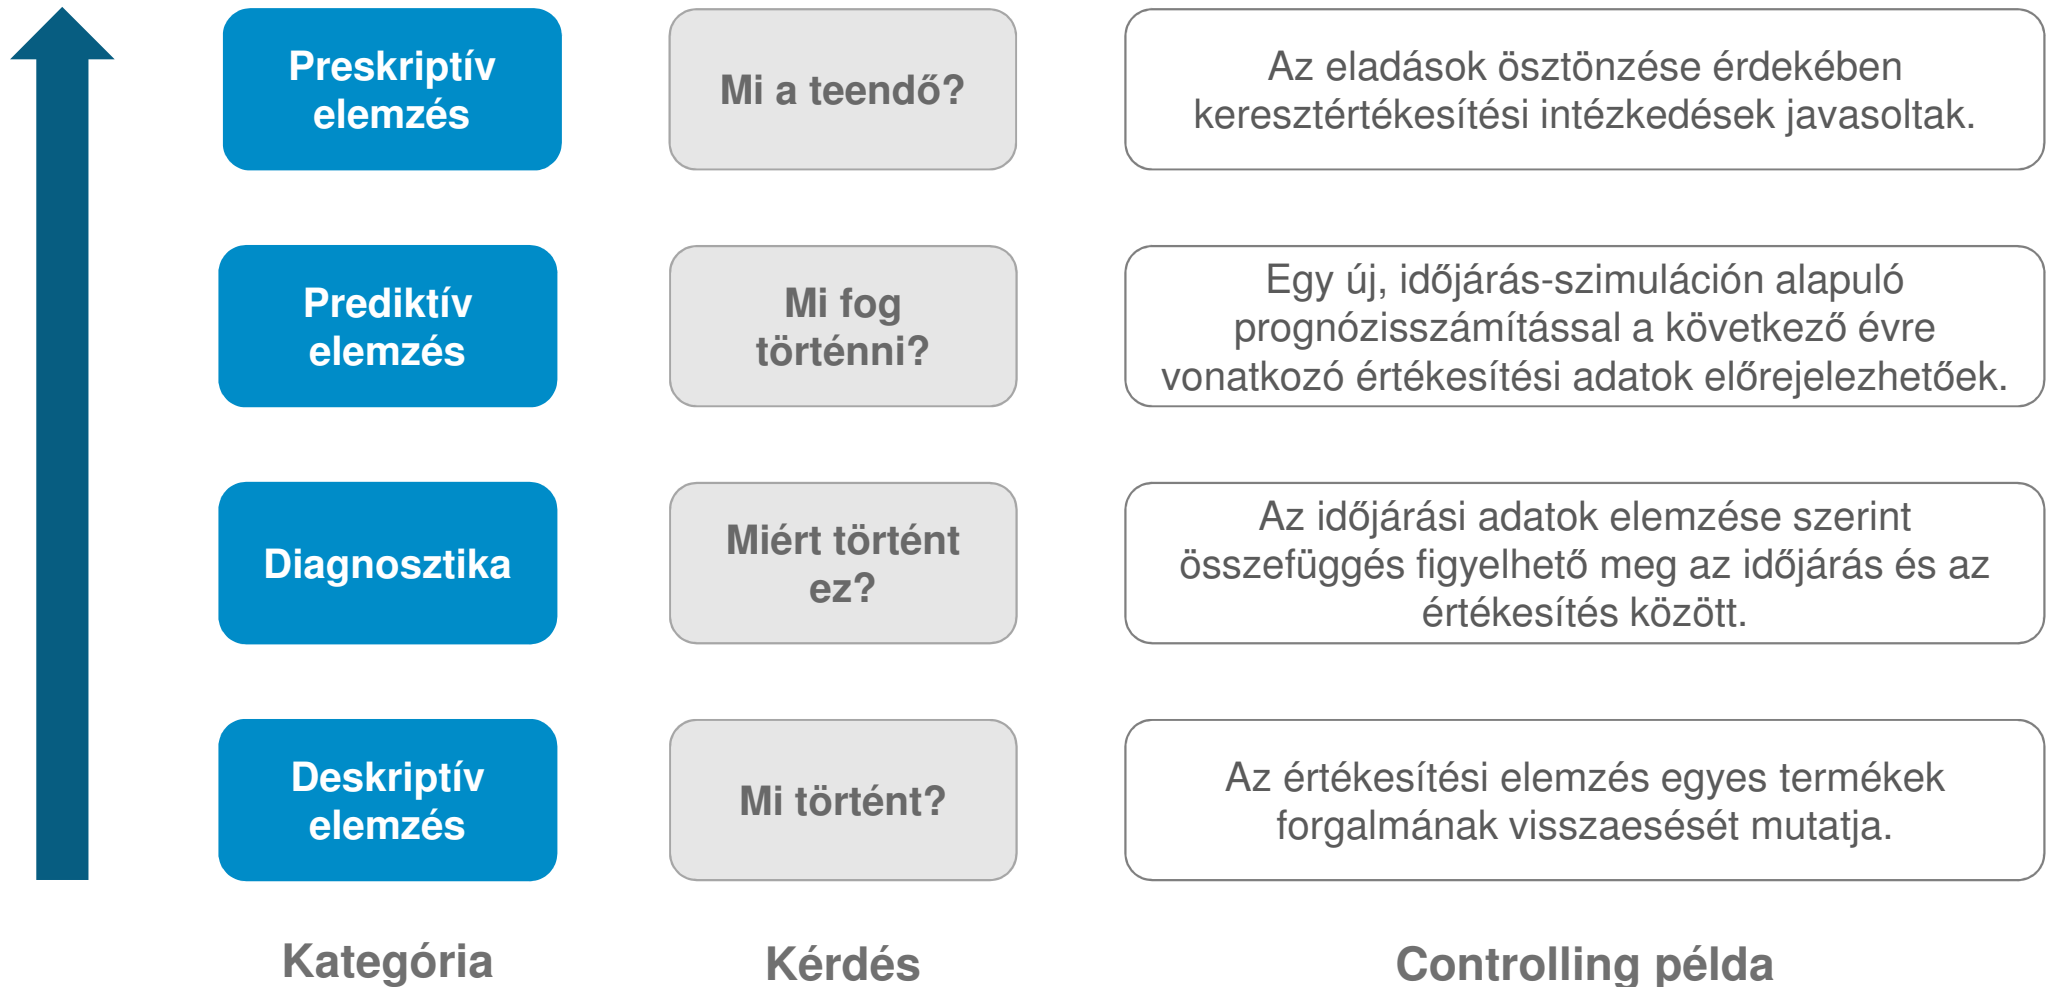 Preskriptív
elemzés
Mi a teendő?
Az eladások ösztönzése érdekében
keresztértékesítési intézkedések javasoltak.
Prediktív
elemzés
Mi fog
történni?
Egy új, időjárás-szimuláción alapuló
prognózisszámítással a következő évre
vonatkozó értékesítési adatok előrejelezhetőek.
Diagnosztika
Miért történt
ez?
Az időjárási adatok elemzése szerint
összefüggés figyelhető meg az időjárás és az
értékesítés között.
Deskriptív
elemzés
Mi történt?
Az értékesítési elemzés egyes termékek
forgalmának visszaesését mutatja.
Kategória
Kérdés
Controlling példa